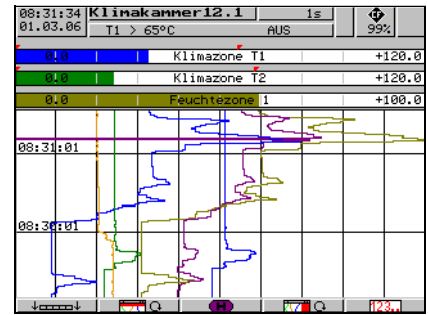 08:31:34 Klimakammer12.1 1s
01.03.06 T1 > 65°C AUS 99%
0.0 Klimazone T1 +120.0
0.0 Klimazone T2 +120.0
0.0 Feuchtezone 1 +100.0
08:31:01
08:30:01
H 123..